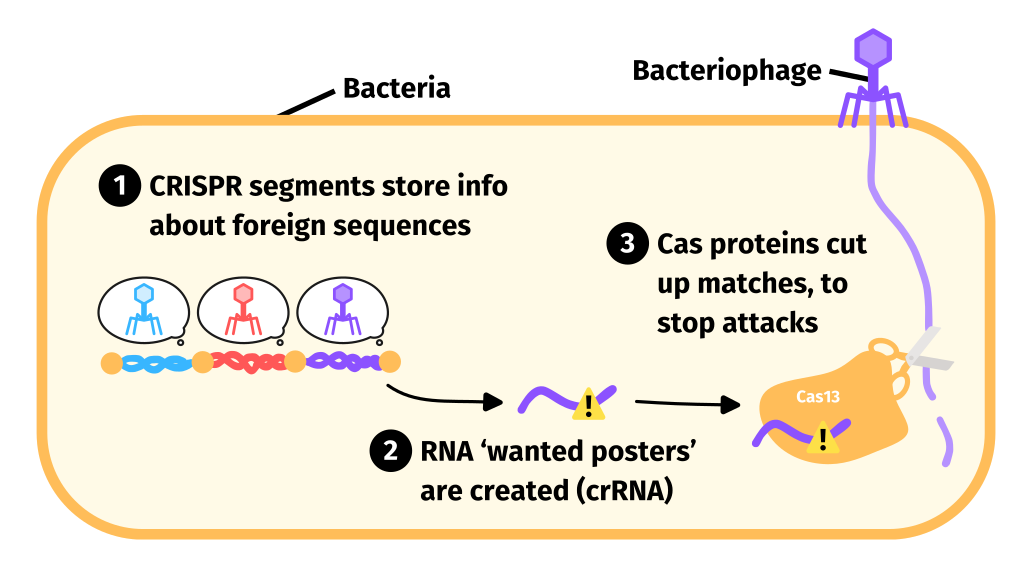 Bacteria
Bacteriophage
1 CRISPR segments store info
about foreign sequences
3 Cas proteins cut
up matches, to
stop attacks
Cas13
!
!
2 RNA ‘wanted posters’
are created (crRNA)